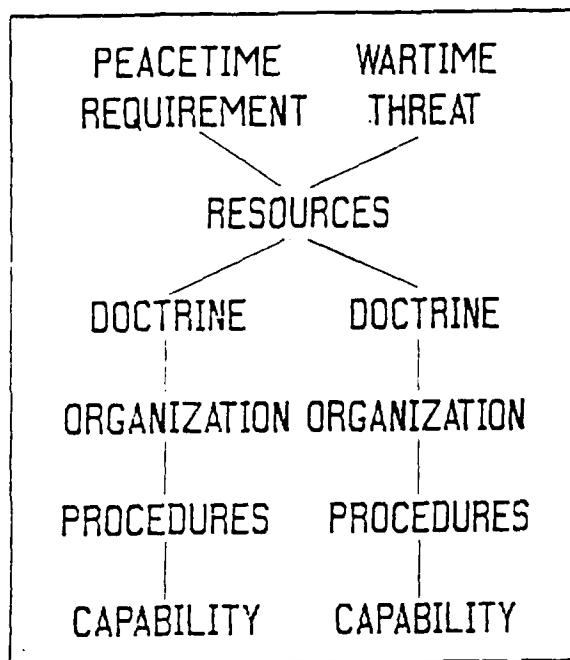 PEACETIME WARTIME
REQUIREMENT THREAT
RESOURCES
DOCTRINE DOCTRINE
ORGANIZATION ORGANIZATION
PROCEDURES PROCEDURES
CAPABILITY CAPABILITY